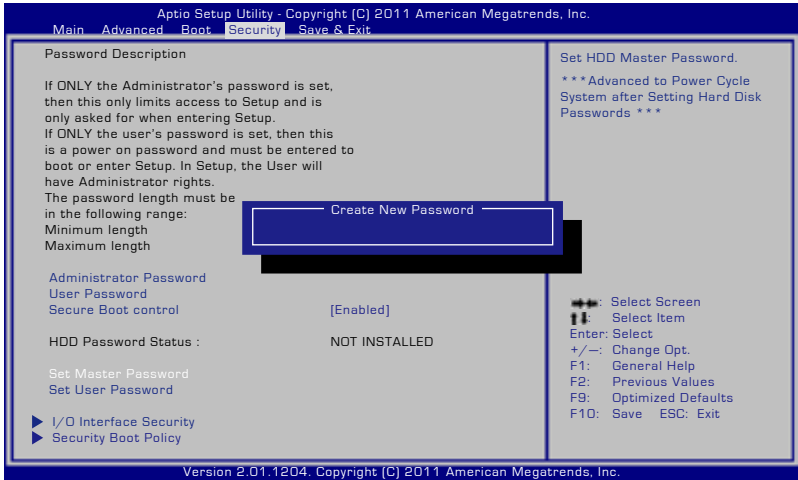 Aptio Setup Utility - Copyright (C) 2011 American Megatrends, Inc.
Main Advanced Boot Security Save & Exit
Password Description
If ONLY the Administrator's password is set,
then this only limits access to Setup and is
only asked for when entering Setup.
If ONLY the user's password is set, then this
is a power on password and must be entered to
boot or enter Setup. In Setup, the User will
have Administrator rights.
The password length must be
in the following range:
Minimum length
Maximum length
Create New Password
Administrator Password
User Password
Secure Boot control [Enabled]
HDD Password Status : NOT INSTALLED
Set Master Password
Set User Password
I/O Interface Security
Security Boot Policy
Set HDD Master Password.
***Advanced to Power Cycle
System after Setting Hard Disk
Passwords ***
→←: Select Screen
↑↓: Select Item
Enter: Select
+/—: Change Opt.
F1: General Help
F2: Previous Values
F9: Optimized Defaults
F10: Save ESC: Exit
Version 2.01.1204. Copyright (C) 2011 American Megatrends, Inc.